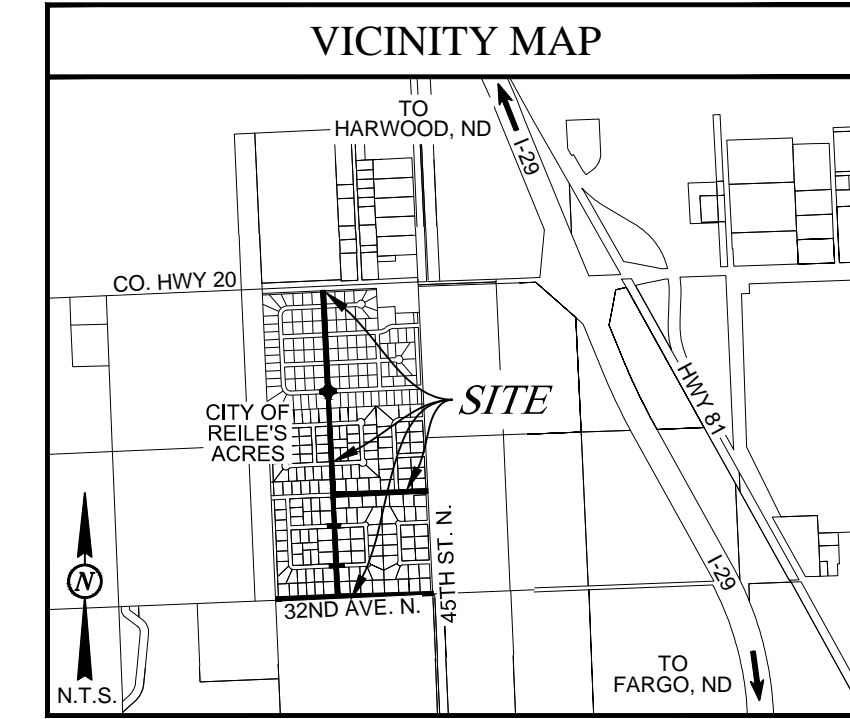 VICINITY MAP
TO
HARWOOD, ND
I-29
CO. HWY 20
SITE
HWY 81
CITY OF
REILE'S
ACRES
45TH ST. N.
I-29
N
32ND AVE. N.
TO
FARGO, ND
N.T.S.